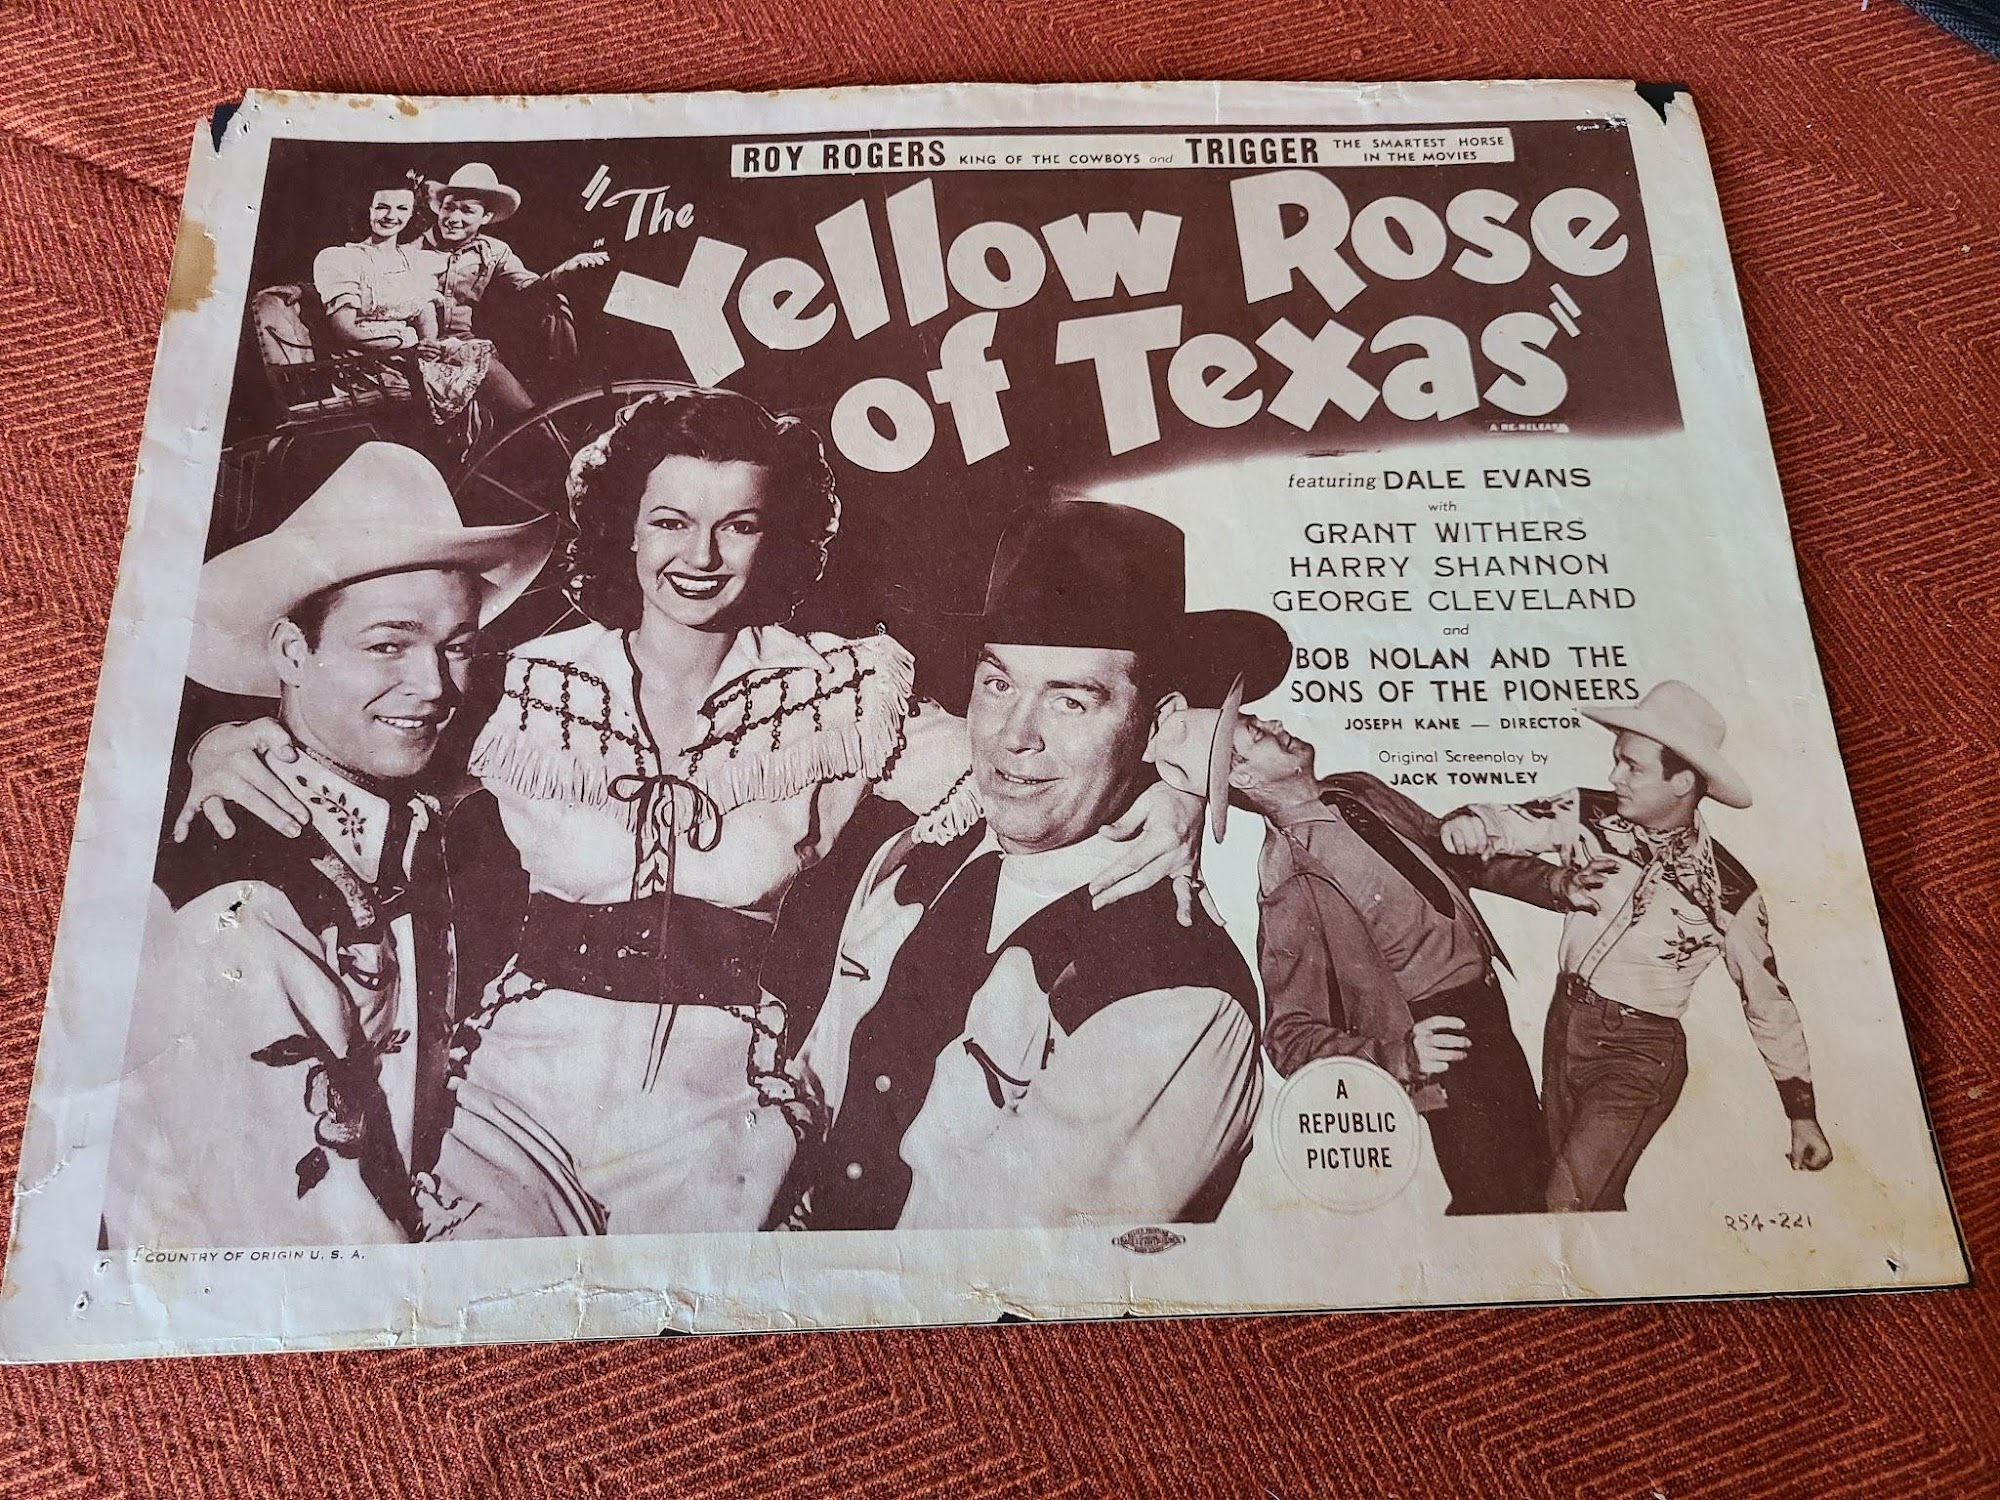 ROY ROGERS KING OF THE COWBOYS and TRIGGER THE SMARTEST HORSE IN THE MOVIES
"The
Yellow Rose
of Texas"
A RE-RELEASE
featuring DALE EVANS
with
GRANT WITHERS
HARRY SHANNON
GEORGE CLEVELAND
and
BOB NOLAN AND THE
SONS OF THE PIONEERS
JOSEPH KANE — DIRECTOR
Original Screenplay by
JACK TOWNLEY
A
REPUBLIC
PICTURE
R54-221
COUNTRY OF ORIGIN U. S. A.